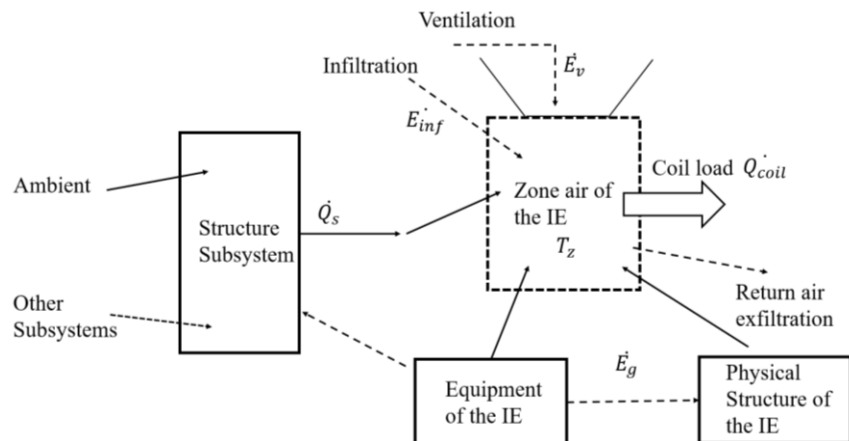 Ventilation
Ė_v
Infiltration
Ė_inf
Ambient
Structure
Subsystem
Q̇_s
Zone air of
the IE
T_z
Coil load Q̇_coil
Other
Subsystems
Return air
exfiltration
Equipment
of the IE
Ė_g
Physical
Structure of
the IE